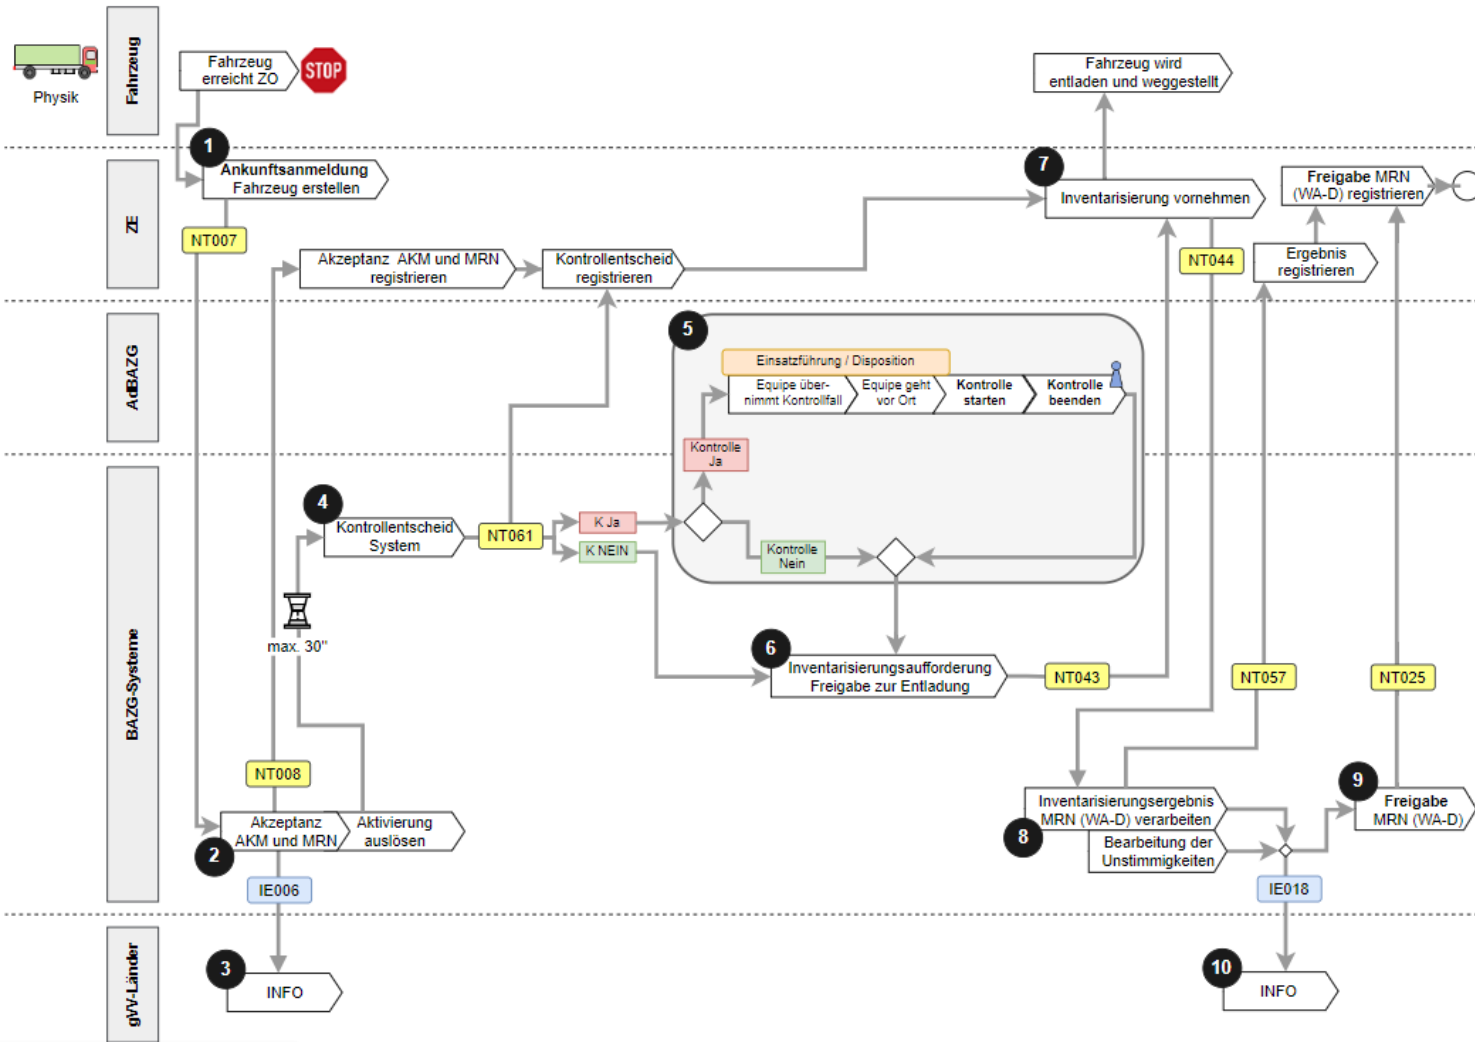 Fahrzeug
Physik
Fahrzeug
erreicht ZO
STOP
Fahrzeug wird
entladen und weggestellt
ZE
1
Ankunftsanmeldung
Fahrzeug erstellen
NT007
Akzeptanz AKM und MRN
registrieren
Kontrollentscheid
registrieren
7
Inventarisierung vornehmen
NT044
Freigabe MRN
(WA-D) registrieren
Ergebnis
registrieren
AdBAZG
5
Einsatzführung / Disposition
Equipe über-
nimmt Kontrollfall
Equipe geht
vor Ort
Kontrolle
starten
Kontrolle
beenden
Kontrolle
Ja
BAZG-Systeme
4
Kontrollentscheid
System
NT061
K Ja
K NEIN
Kontrolle
Nein
max. 30"
6
Inventarisierungsaufforderung
Freigabe zur Entladung
NT043
NT057
NT025
NT008
2
Akzeptanz
AKM und MRN
Aktivierung
auslösen
IE006
8
Inventarisierungsergebnis
MRN (WA-D) verarbeiten
Bearbeitung der
Unstimmigkeiten
9
Freigabe
MRN (WA-D)
IE018
gVV-Länder
3
INFO
10
INFO